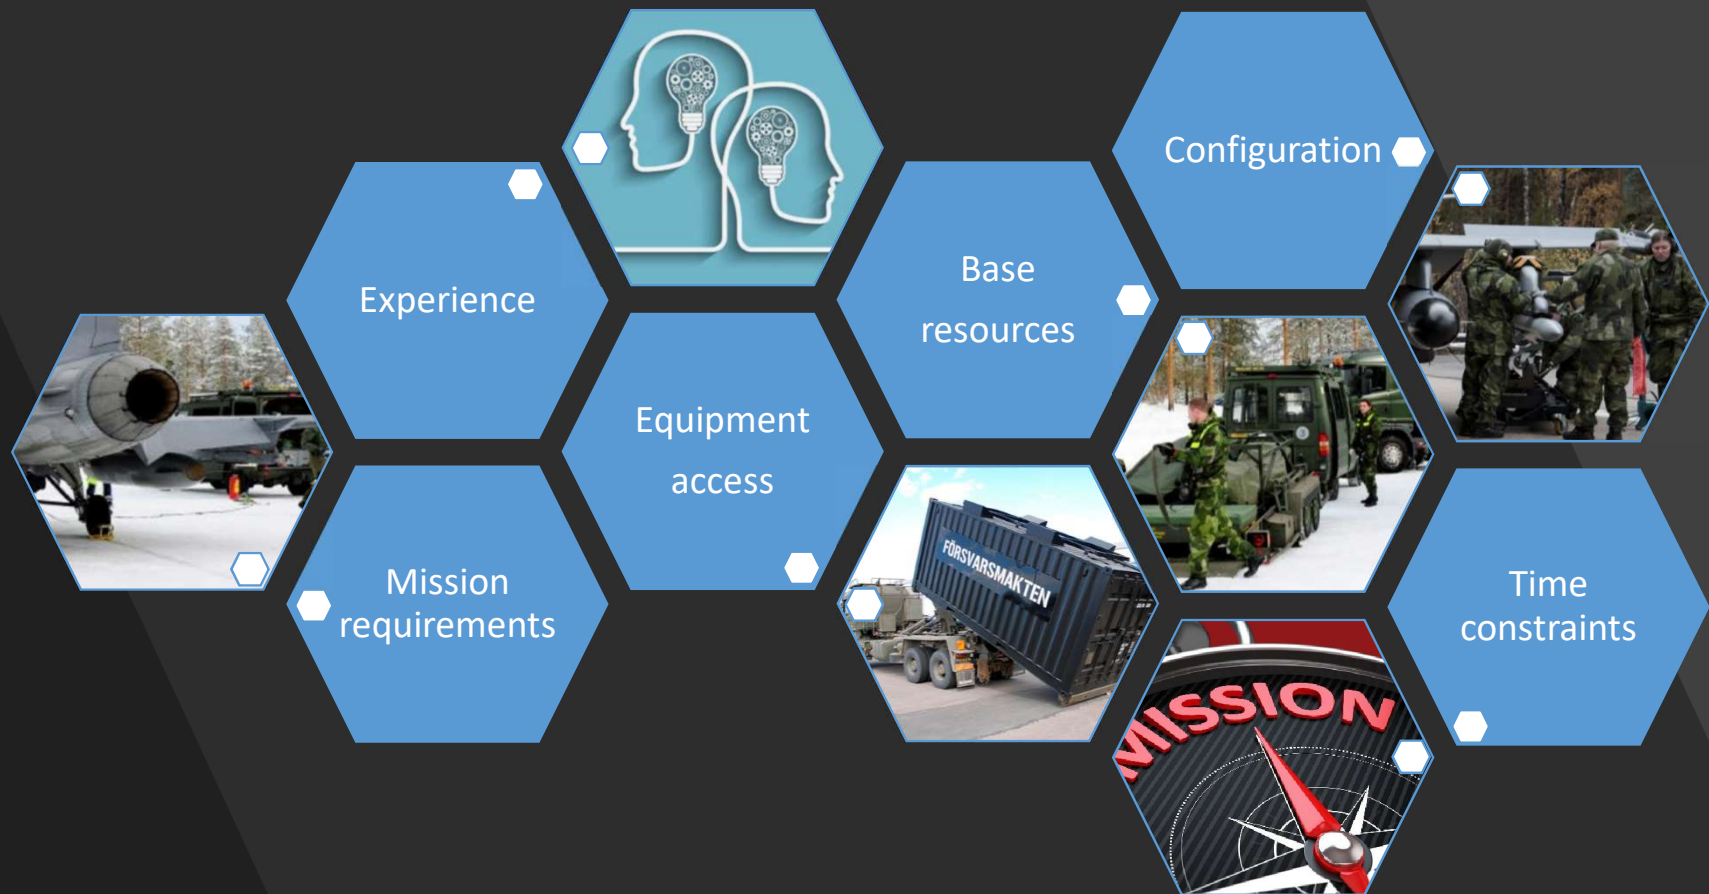 Experience
Mission
requirements
Equipment
access
Base
resources
Configuration
Time
constraints
FÖRSVARSMAKTEN
MISSION